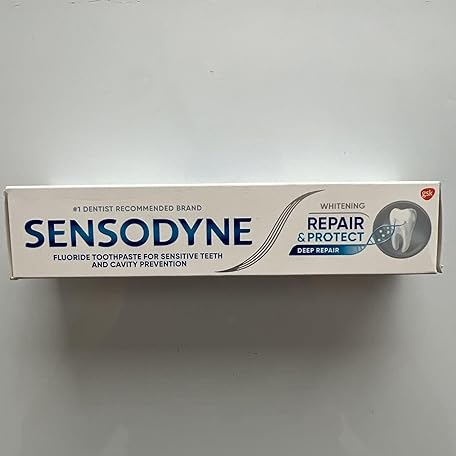 #1 DENTIST RECOMMENDED BRAND
SENSODYNE
FLUORIDE TOOTHPASTE FOR SENSITIVE TEETH
AND CAVITY PREVENTION
WHITENING
REPAIR
& PROTECT
DEEP REPAIR
gsk